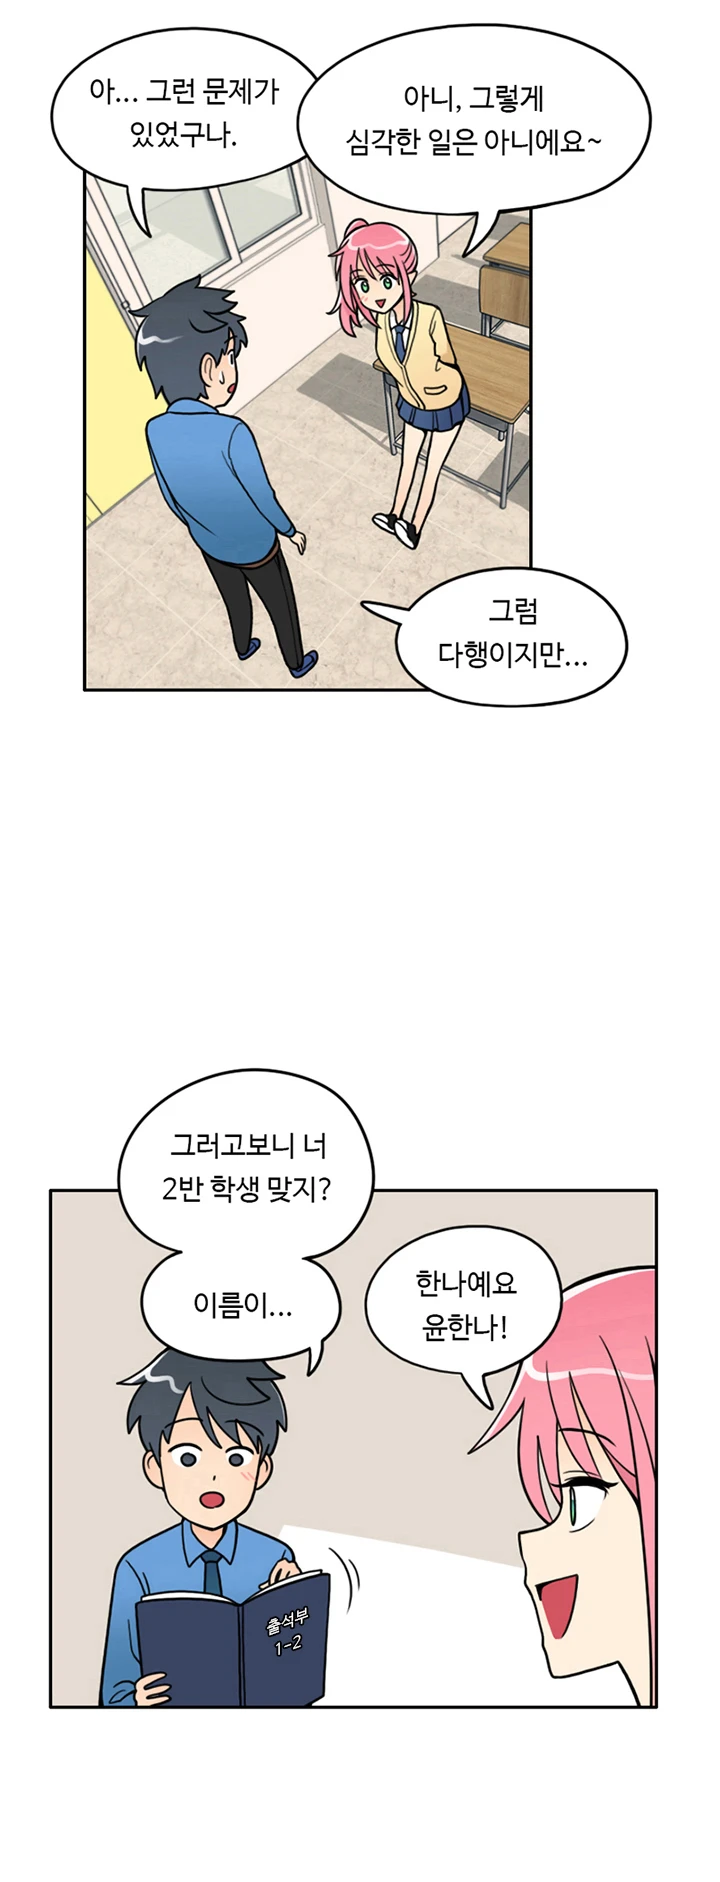 아... 그런 문제가
있었구나.
아니, 그렇게
심각한 일은 아니에요~
그럼
다행이지만...
그러고보니 너
2반 학생 맞지?
이름이...
한나예요
윤한나!
출석부
1-2